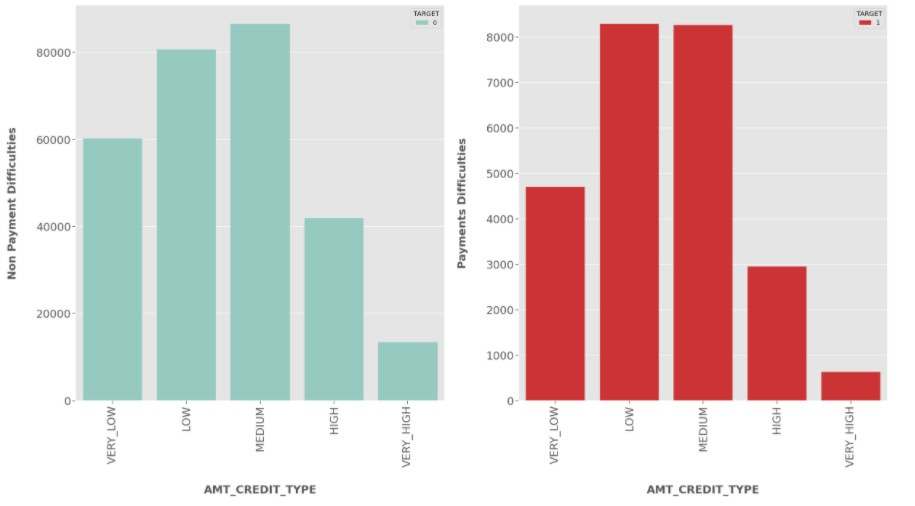 TARGET
0
80000
60000
40000
20000
0
Non Payment Difficulties
VERY_LOW
LOW
MEDIUM
HIGH
VERY_HIGH
AMT_CREDIT_TYPE
TARGET
1
8000
7000
6000
5000
4000
3000
2000
1000
0
Payments Difficulties
VERY_LOW
LOW
MEDIUM
HIGH
VERY_HIGH
AMT_CREDIT_TYPE